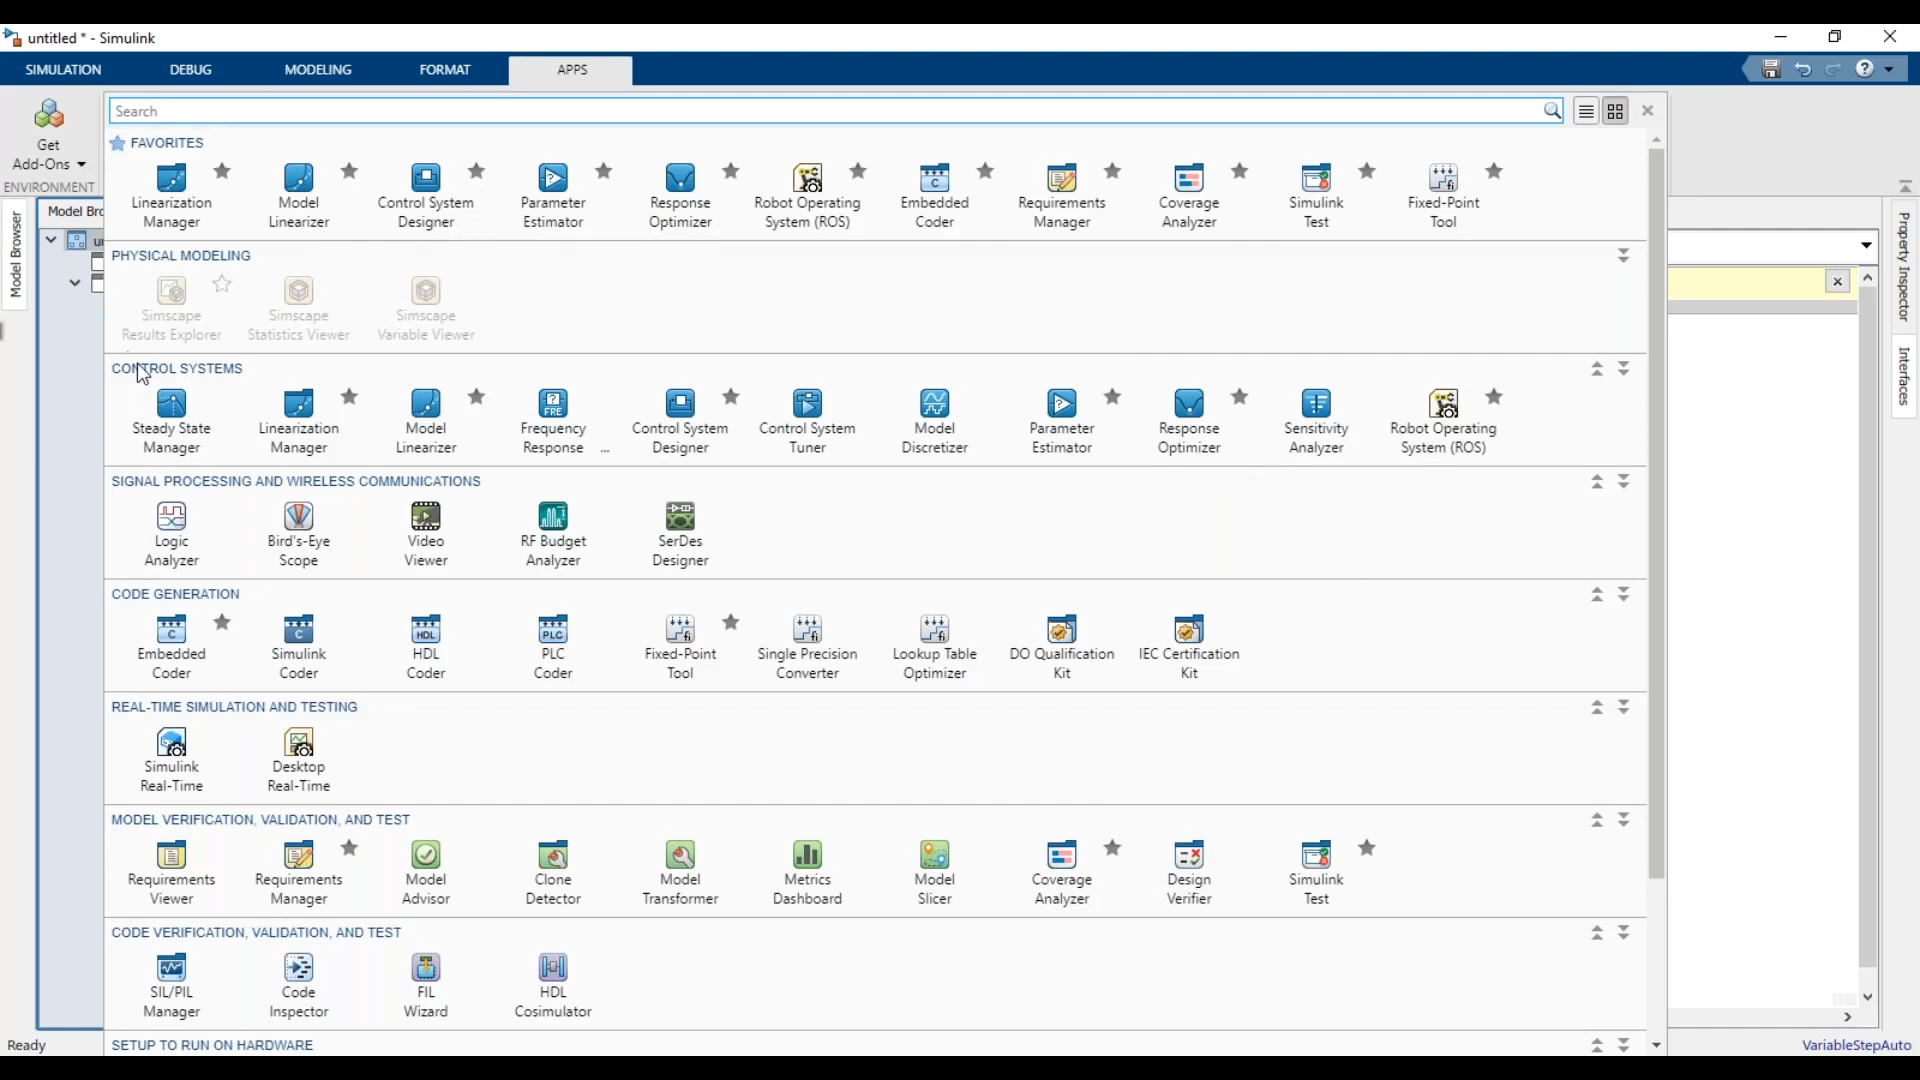 untitled * - Simulink
SIMULATION DEBUG MODELING FORMAT APPS
Get
Add-Ons
ENVIRONMENT
Search
FAVORITES
Linearization Manager
Model Linearizer
Control System Designer
Parameter Estimator
Response Optimizer
Robot Operating System (ROS)
Embedded Coder
Requirements Manager
Coverage Analyzer
Simulink Test
Fixed-Point Tool
Model Browser
PHYSICAL MODELING
Simscape Results Explorer
Simscape Statistics Viewer
Simscape Variable Viewer
CONTROL SYSTEMS
Steady State Manager
Linearization Manager
Model Linearizer
Frequency Response ...
Control System Designer
Control System Tuner
Model Discretizer
Parameter Estimator
Response Optimizer
Sensitivity Analyzer
Robot Operating System (ROS)
SIGNAL PROCESSING AND WIRELESS COMMUNICATIONS
Logic Analyzer
Bird's-Eye Scope
Video Viewer
RF Budget Analyzer
SerDes Designer
CODE GENERATION
Embedded Coder
Simulink Coder
HDL Coder
PLC Coder
Fixed-Point Tool
Single Precision Converter
Lookup Table Optimizer
DO Qualification Kit
IEC Certification Kit
REAL-TIME SIMULATION AND TESTING
Simulink Real-Time
Desktop Real-Time
MODEL VERIFICATION, VALIDATION, AND TEST
Requirements Viewer
Requirements Manager
Model Advisor
Clone Detector
Model Transformer
Metrics Dashboard
Model Slicer
Coverage Analyzer
Design Verifier
Simulink Test
CODE VERIFICATION, VALIDATION, AND TEST
SIL/PIL Manager
Code Inspector
FIL Wizard
HDL Cosimulator
SETUP TO RUN ON HARDWARE
Property Inspector
Interfaces
Ready
VariableStepAuto